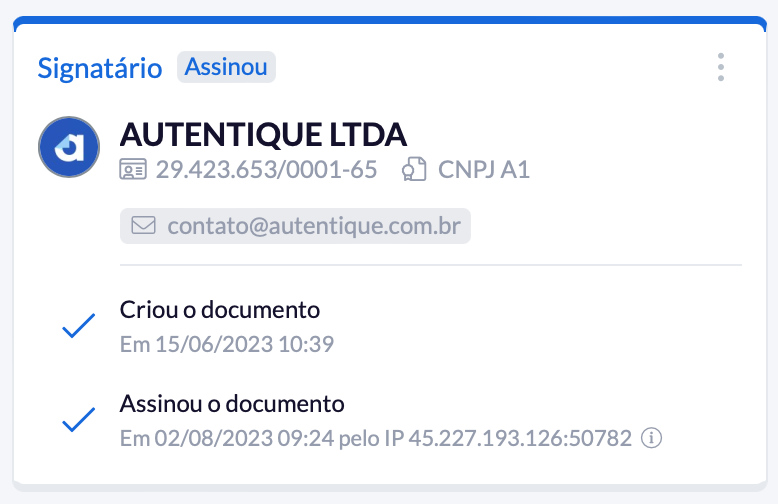 Signatário Assinou
AUTENTIQUE LTDA
29.423.653/0001-65 CNPJ A1
contato@autentique.com.br
Criou o documento
Em 15/06/2023 10:39
Assinou o documento
Em 02/08/2023 09:24 pelo IP 45.227.193.126:50782